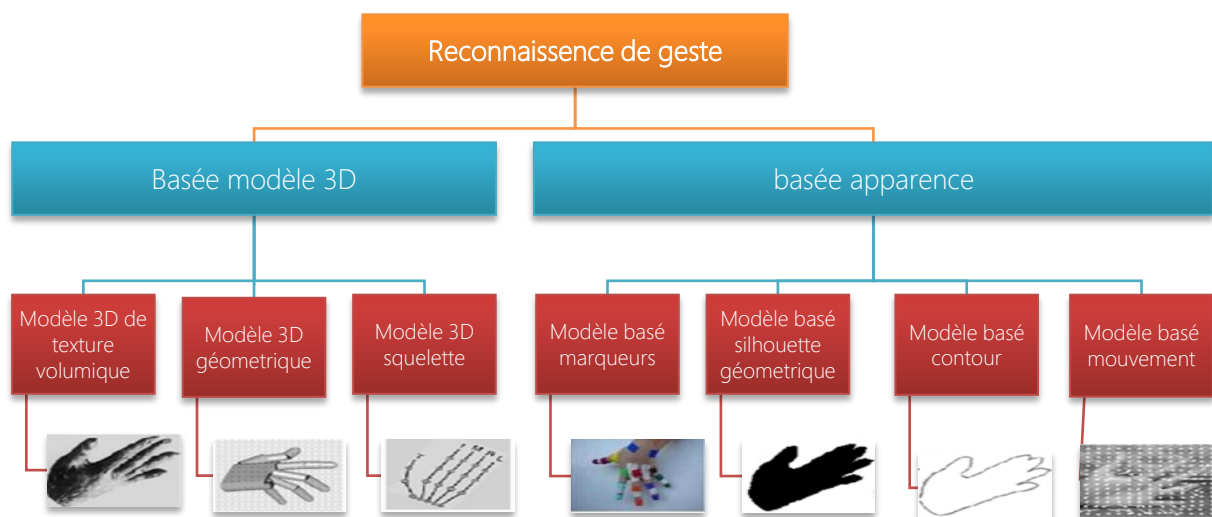 Reconnaissence de geste
Basée modèle 3D
basée apparence
Modèle 3D de
texture
volumique
Modèle 3D
géometrique
Modèle 3D
squelette
Modèle basé
marqueurs
Modèle basé
silhouette
géometrique
Modèle basé
contour
Modèle basé
mouvement